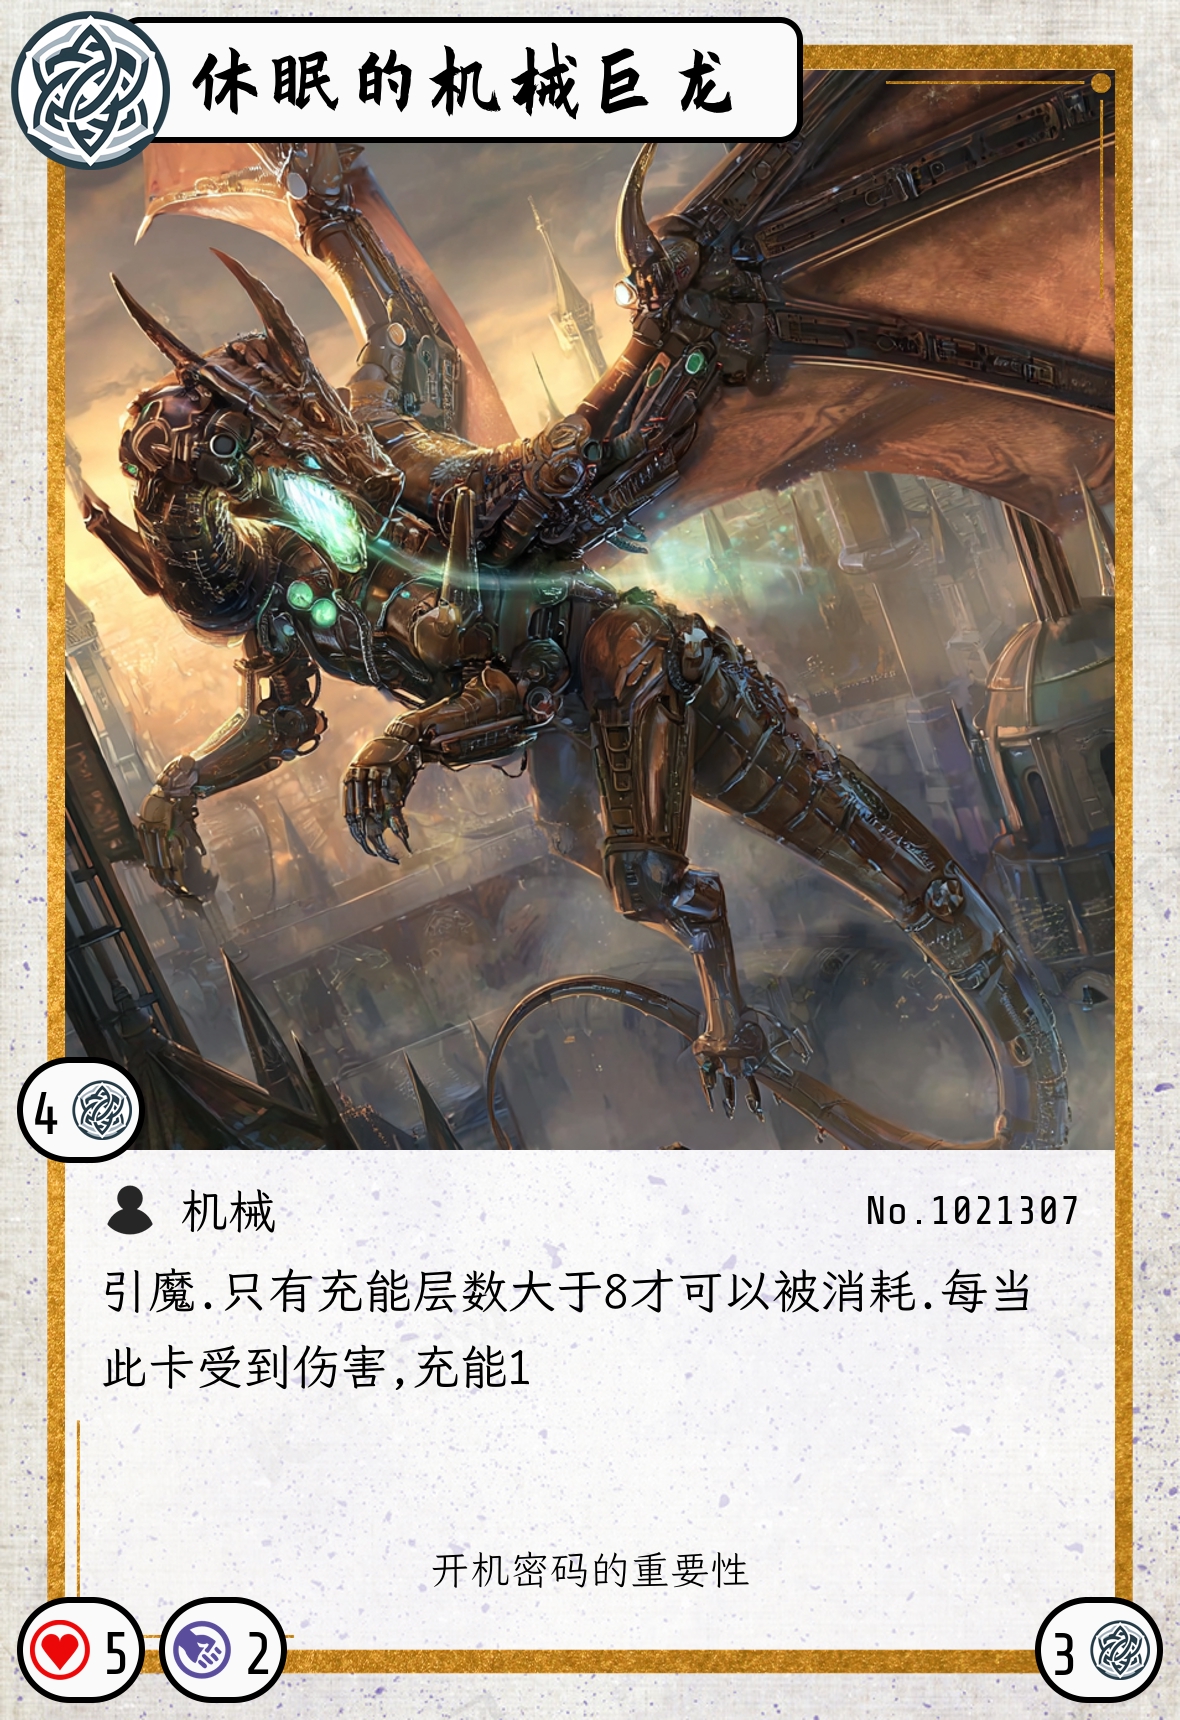 休眠的机械巨龙
4
机械
No.1021307
引魔.只有充能层数大于8才可以被消耗.每当
此卡受到伤害,充能1
开机密码的重要性
5
2
3